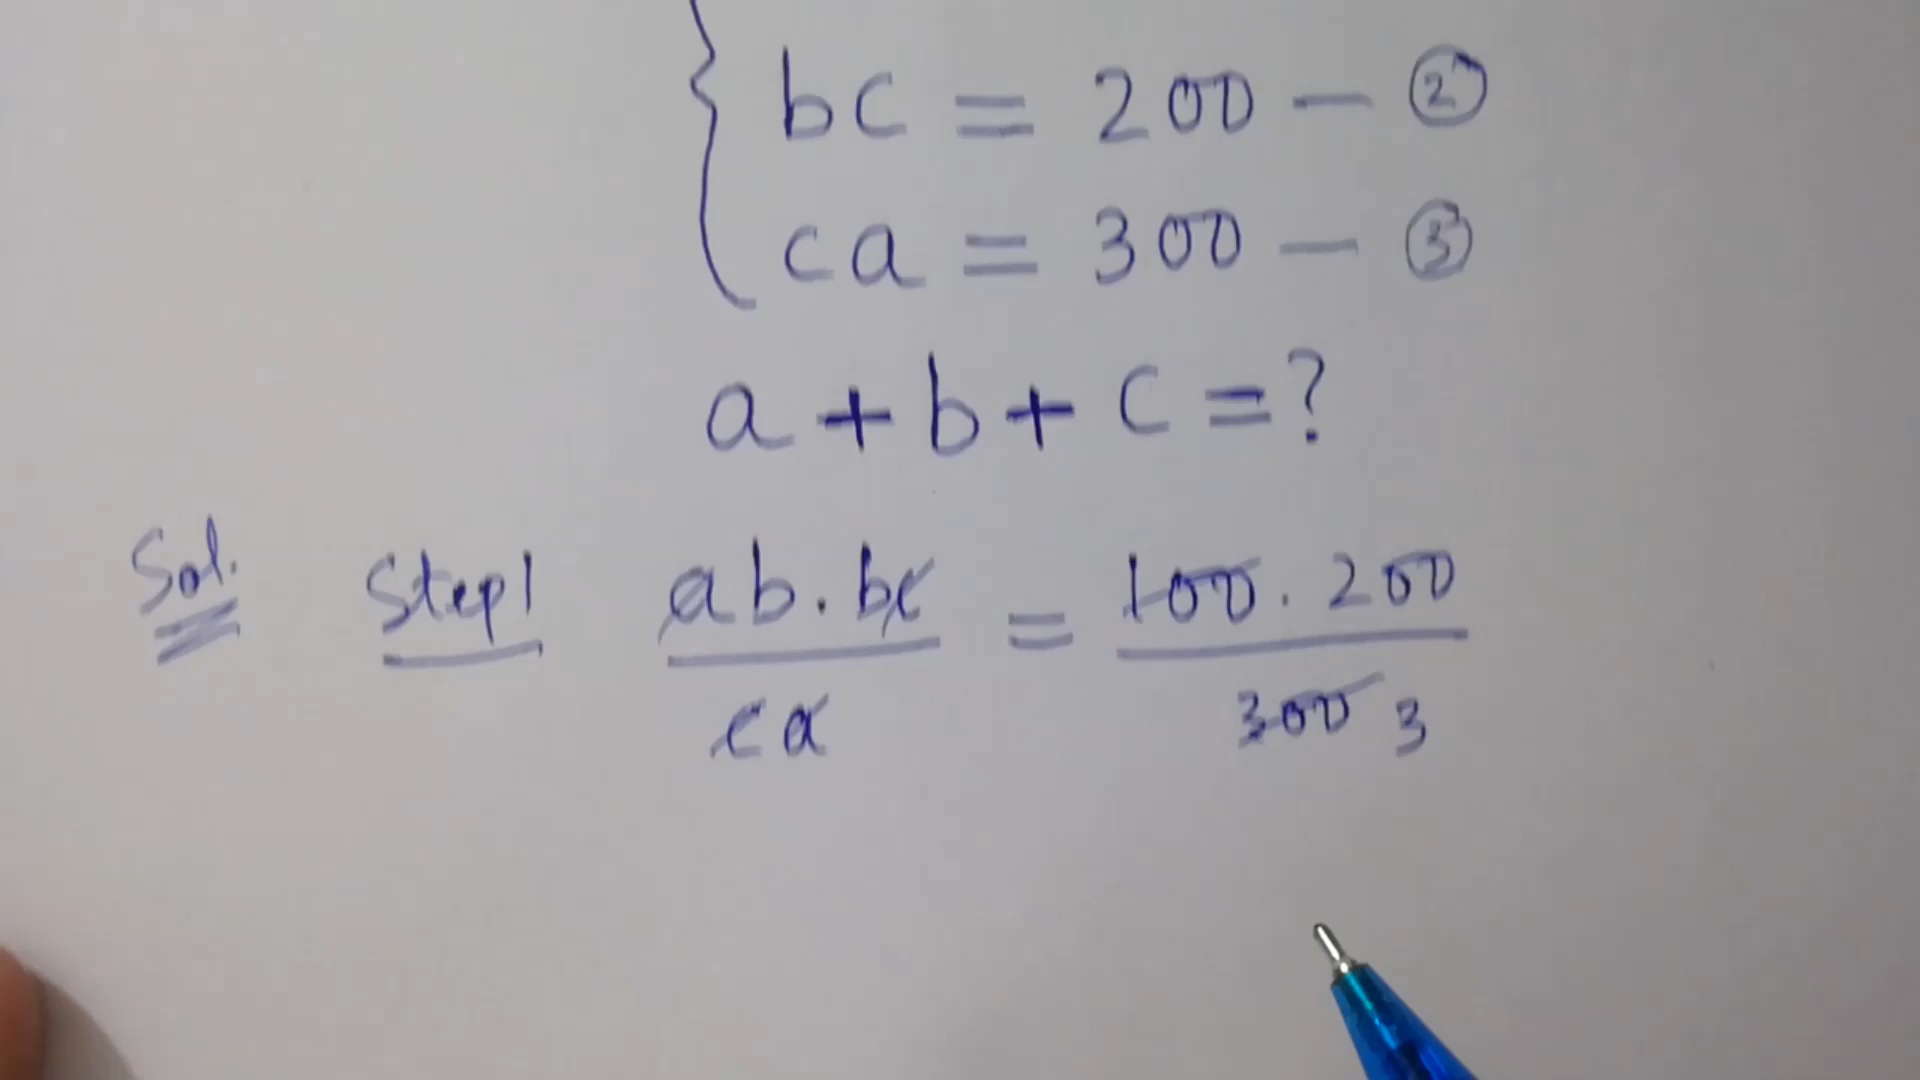 bc = 200 — ②
ca = 300 — ③
a + b + c = ?
Sol. Step1 ab.bc / ca = 100.200 / 300 3